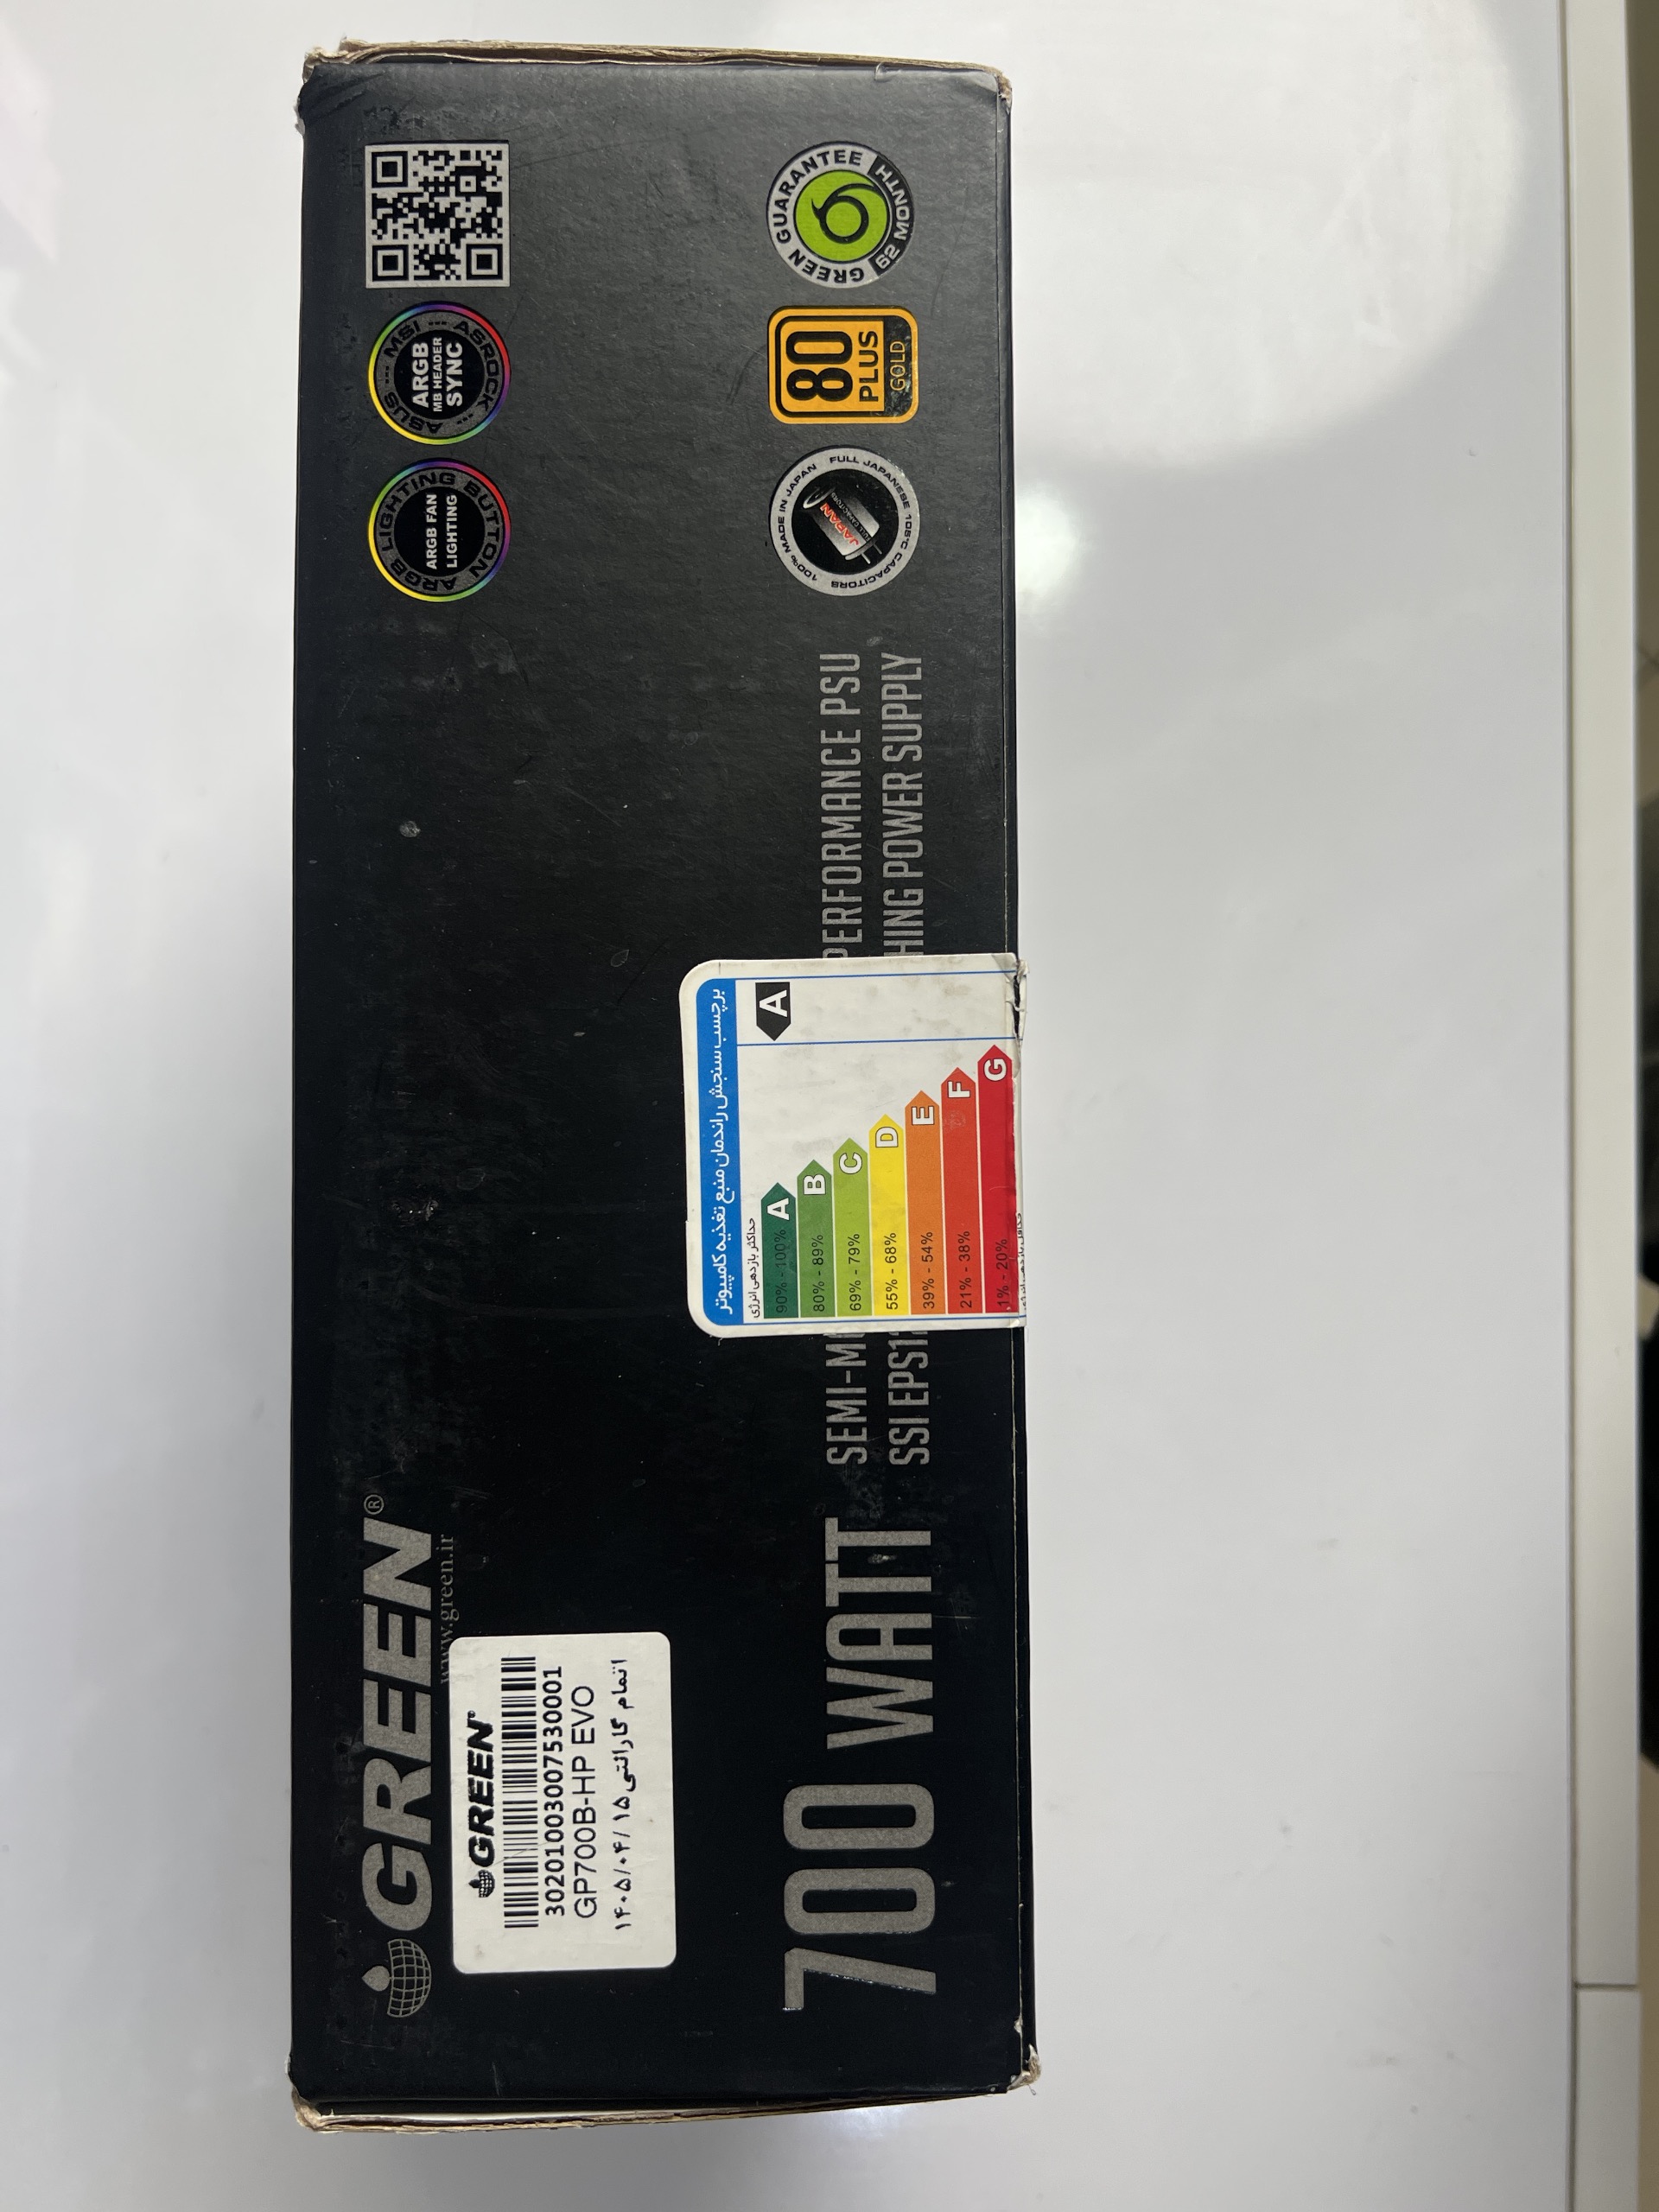 GREEN®
www.green.ir
GREEN®
30201003007530001
GP700B-HP EVO
اتمام گارانتی ۱۴۰۵/۰۴/۱۵
700 WATT
SEMI-
PERFORMANCE PSU
SSI
POWER SUPPLY
برچسب سنجش راندمان منبع تغذیه کامپیوتر
حداکثر بازدهی انرژی
A
90% - 100% A
80% - 89% B
69% - 79% C
55% - 68% D
39% - 54% E
21% - 38% F
1% - 20% G
ARGB LIGHTING BUTTON
ARGB FAN
LIGHTING
ASUS --- MSI --- ASROCK ---
ARGB
MB HEADER
SYNC
100% MADE IN JAPAN FULL JAPANESE 105°C CAPACITORS
JAPAN
80
PLUS
GOLD
GREEN GUARANTEE
62 MONTH